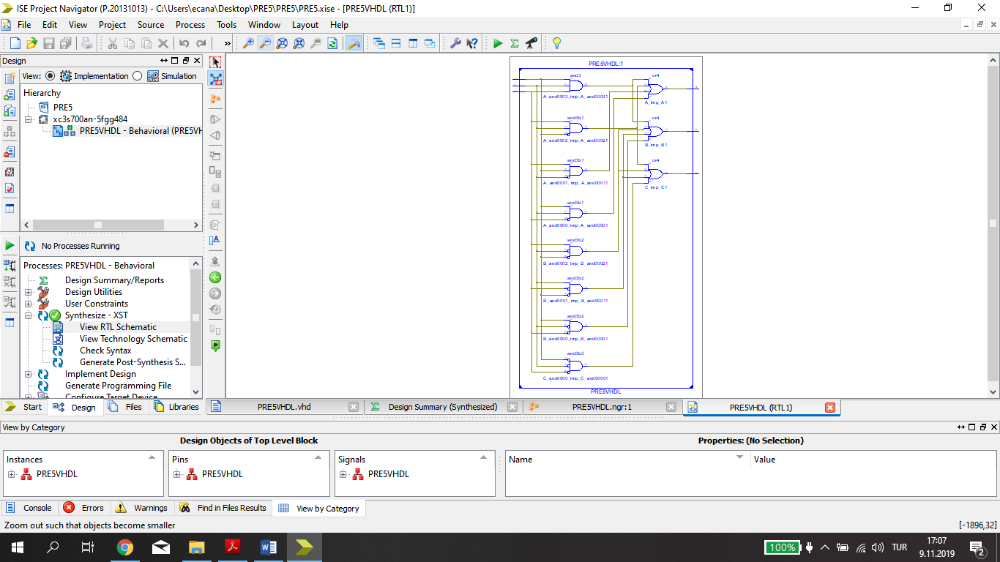 ISE Project Navigator (P.20131013) - C:\Users\ecana\Desktop\PRE5\PRE5\PRE5.xise - [PRE5VHDL (RTL1)]
File Edit View Project Source Process Tools Window Layout Help
Design
View: Implementation Simulation
Hierarchy
PRE5
xc3s700an-5fgg484
PRE5VHDL - Behavioral (PRE5VH
No Processes Running
Processes: PRE5VHDL - Behavioral
Design Summary/Reports
Design Utilities
User Constraints
Synthesize - XST
View RTL Schematic
View Technology Schematic
Check Syntax
Generate Post-Synthesis S...
Implement Design
Generate Programming File
Configure Target Device
Start Design Files Libraries
PRE5VHDL:1
and3
A_and0003_imp_A_and00031
and3b1
A_and0002_imp_A_and00021
and3b1
A_and0001_imp_A_and00011
and3b1
A_and0000_imp_A_and00001
and3b2
B_and0002_imp_B_and00021
and3b2
B_and0001_imp_B_and00011
and3b2
B_and0000_imp_B_and00001
and3b3
C_and0000_imp_C_and00001
or4
A_imp_A1
or4
B_imp_B1
or4
C_imp_C1
PRE5VHDL
PRE5VHDL.vhd Design Summary (Synthesized) PRE5VHDL.ngr:1 PRE5VHDL (RTL1)
View by Category
Design Objects of Top Level Block
Properties: (No Selection)
Instances Pins Signals Name Value
PRE5VHDL PRE5VHDL PRE5VHDL
Console Errors Warnings Find in Files Results View by Category
Zoom out such that objects become smaller
[-1896,32]
100% TUR
17:07
9.11.2019
2